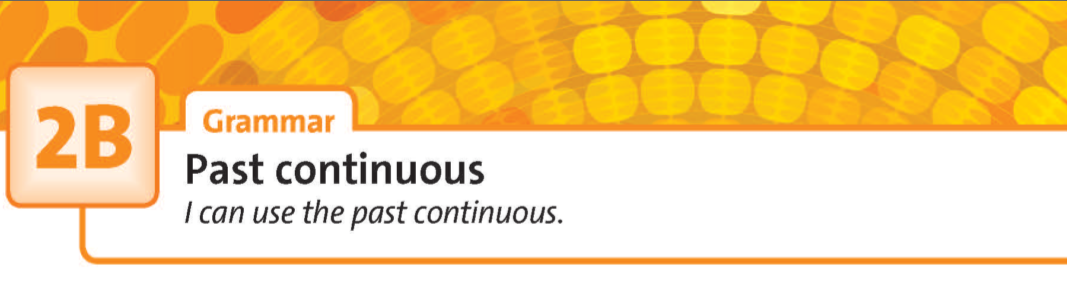 2B
Grammar
Past continuous
I can use the past continuous.